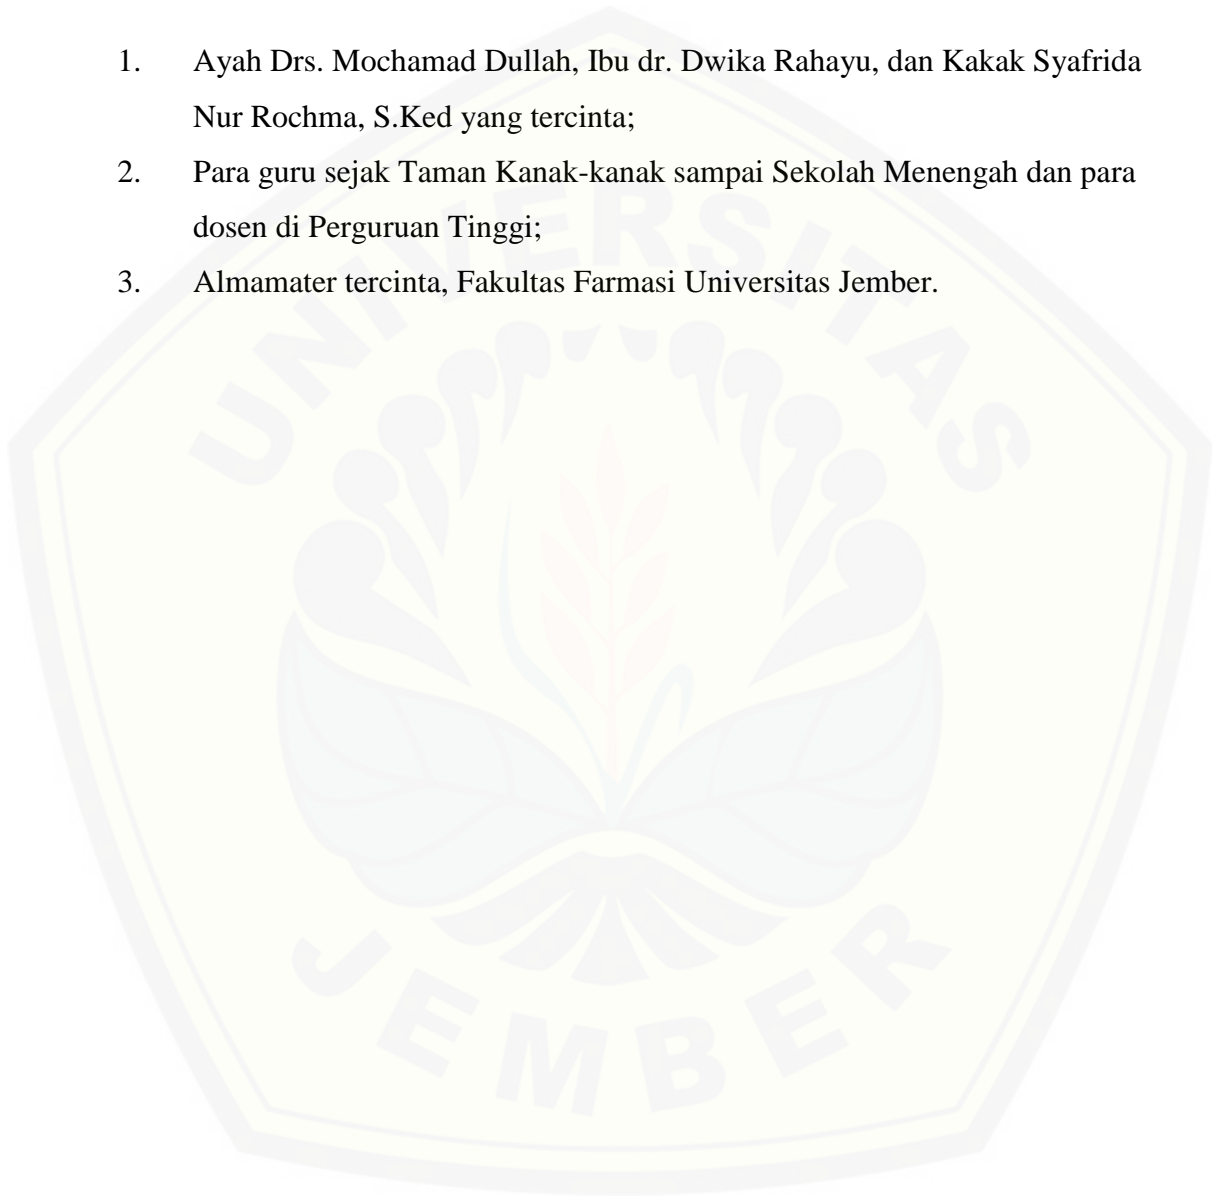 1. Ayah Drs. Mochamad Dullah, Ibu dr. Dwika Rahayu, dan Kakak Syafrida
Nur Rochma, S.Ked yang tercinta;
2. Para guru sejak Taman Kanak-kanak sampai Sekolah Menengah dan para
dosen di Perguruan Tinggi;
3. Almamater tercinta, Fakultas Farmasi Universitas Jember.
UNIVERSITAS
JEMBER